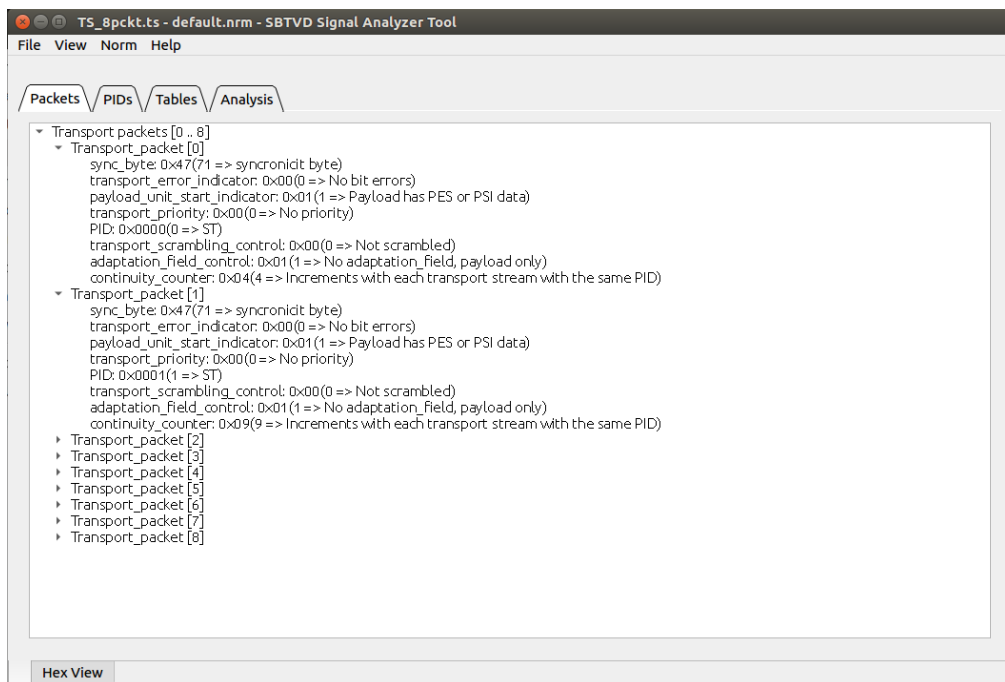 TS_8pckt.ts - default.nrm - SBTVD Signal Analyzer Tool
File View Norm Help
Packets PIDs Tables Analysis
Transport packets [0 .. 8]
Transport_packet [0]
sync_byte: 0x47(71 => syncronicit byte)
transport_error_indicator: 0x00(0 => No bit errors)
payload_unit_start_indicator: 0x01(1 => Payload has PES or PSI data)
transport_priority: 0x00(0 => No priority)
PID: 0x0000(0 => ST)
transport_scrambling_control: 0x00(0 => Not scrambled)
adaptation_field_control: 0x01(1 => No adaptation_field, payload only)
continuity_counter: 0x04(4 => Increments with each transport stream with the same PID)
Transport_packet [1]
sync_byte: 0x47(71 => syncronicit byte)
transport_error_indicator: 0x00(0 => No bit errors)
payload_unit_start_indicator: 0x01(1 => Payload has PES or PSI data)
transport_priority: 0x00(0 => No priority)
PID: 0x0001(1 => ST)
transport_scrambling_control: 0x00(0 => Not scrambled)
adaptation_field_control: 0x01(1 => No adaptation_field, payload only)
continuity_counter: 0x09(9 => Increments with each transport stream with the same PID)
Transport_packet [2]
Transport_packet [3]
Transport_packet [4]
Transport_packet [5]
Transport_packet [6]
Transport_packet [7]
Transport_packet [8]
Hex View